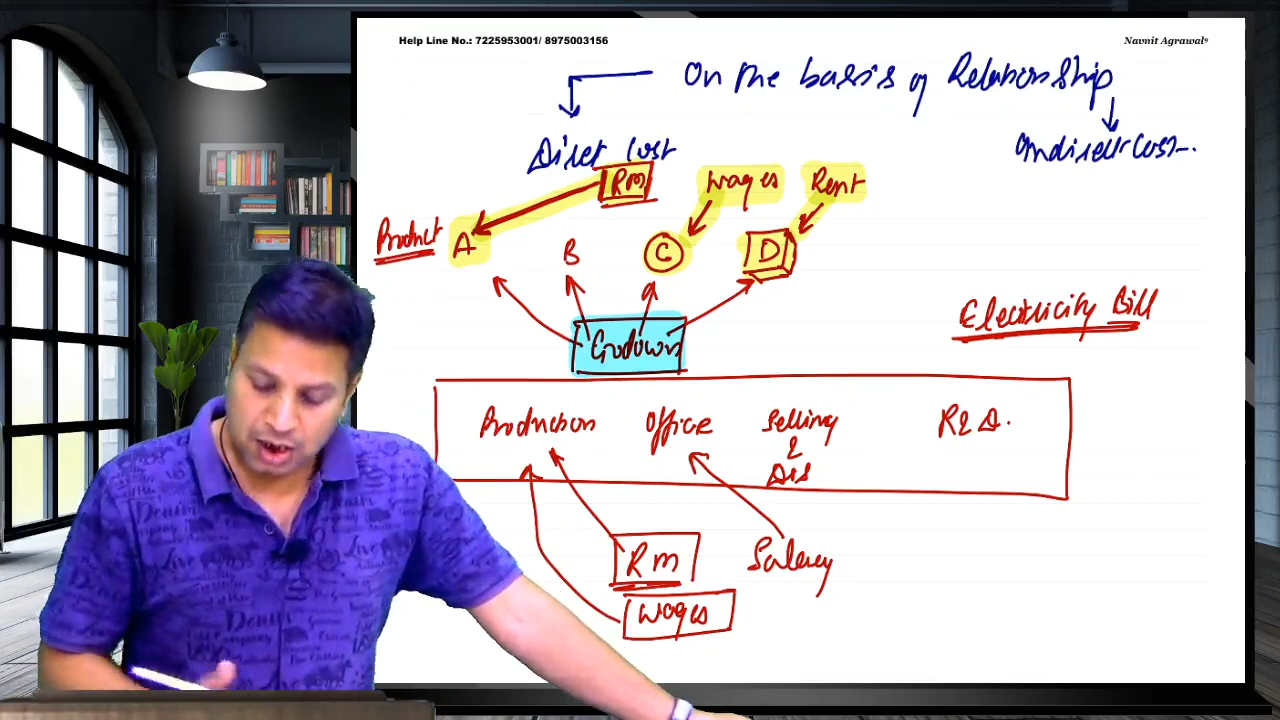 Help Line No.: 7225953001/ 8975003156
Navnit Agrawal
On the basis of Relationship
Direct Cost
Indirect Cost
Rm
Wages
Rent
Product
A
B
C
D
Electricity Bill
Godown
Production
Office
Selling
&
Dis
R & D.
Rm
Salary
Wages